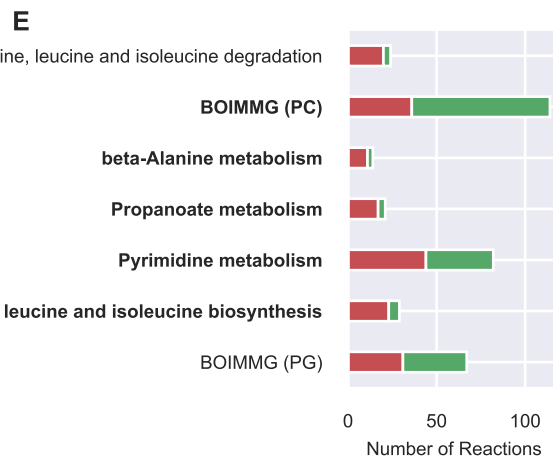 E
leucine and isoleucine degradation
BOIMMG (PC)
beta-Alanine metabolism
Propanoate metabolism
Pyrimidine metabolism
leucine and isoleucine biosynthesis
BOIMMG (PG)
0 50 100
Number of Reactions